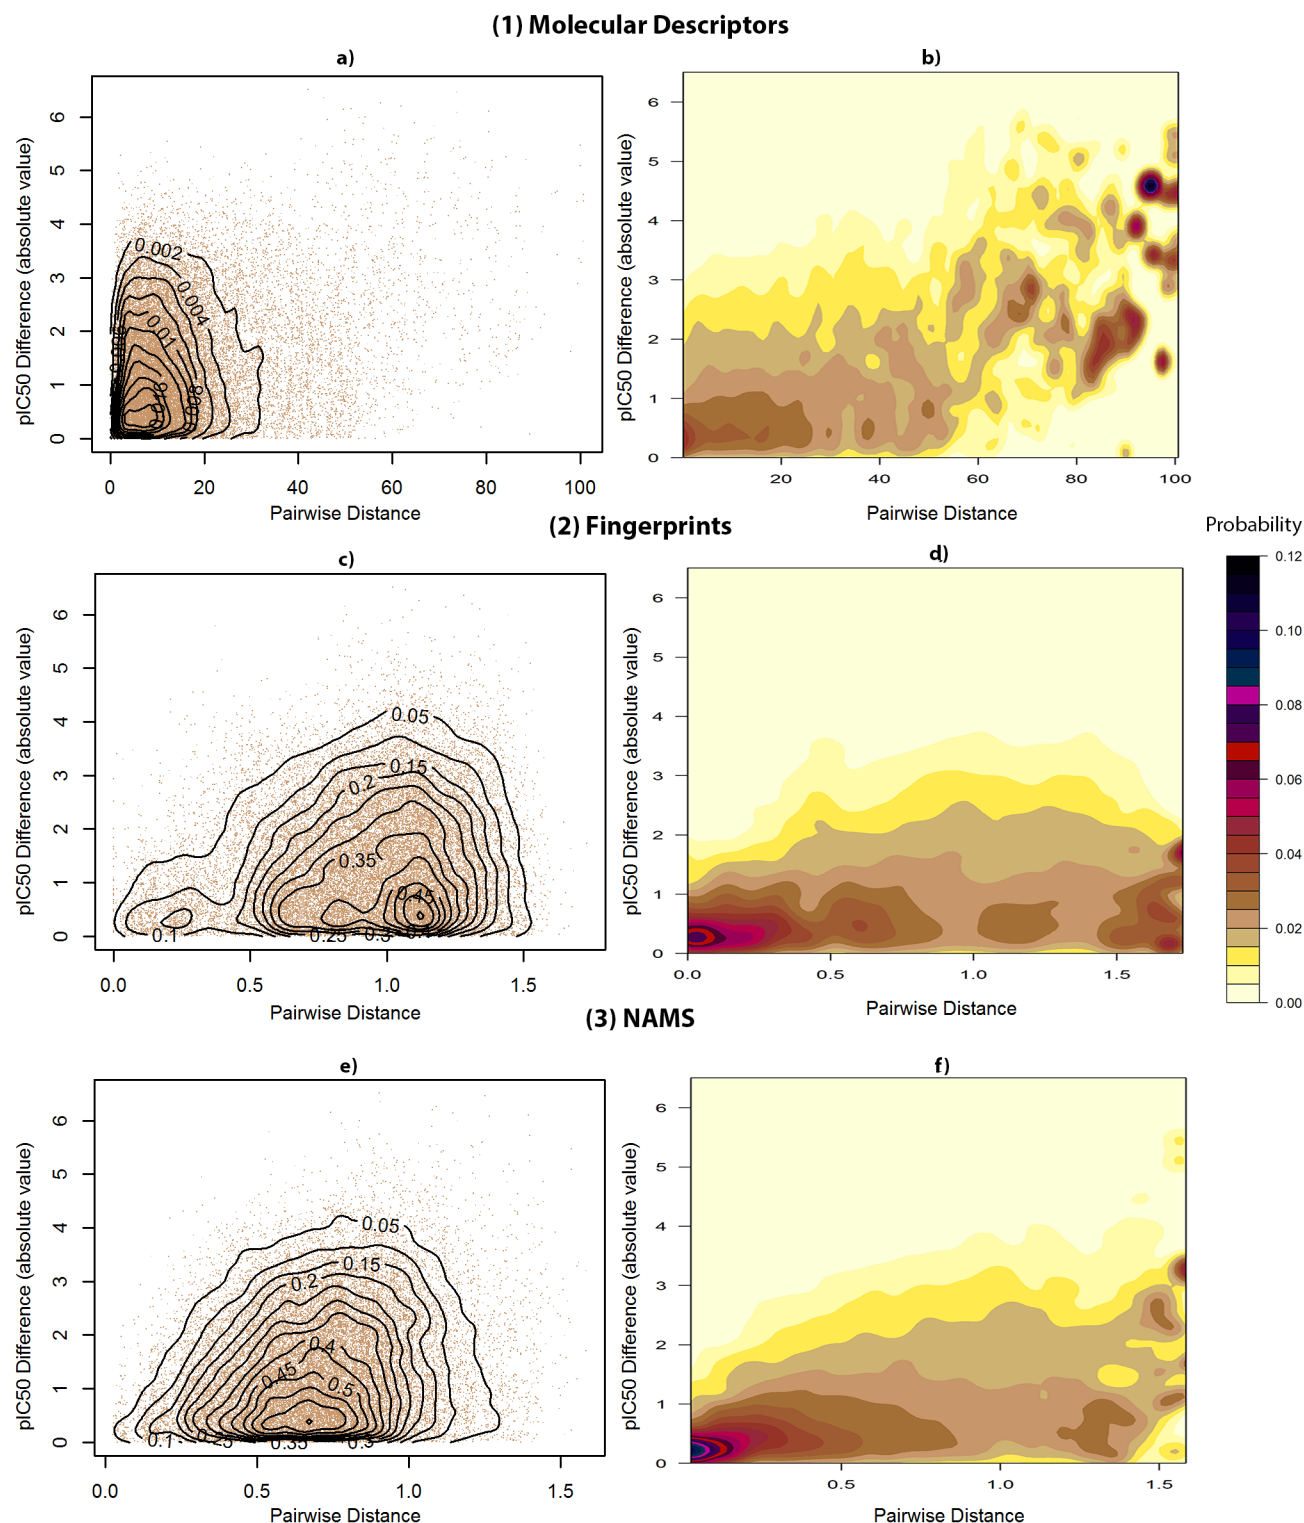 (1) Molecular Descriptors
a)
b)
pIC50 Difference (absolute value)
0 1 2 3 4 5 6
0.002
0.004
0.01
0 20 40 60 80 100
Pairwise Distance
pIC50 Difference (absolute value)
0 1 2 3 4 5 6
20 40 60 80 100
Pairwise Distance
(2) Fingerprints
Probability
0.12
0.10
0.08
0.06
0.04
0.02
0.00
c)
d)
pIC50 Difference (absolute value)
0 1 2 3 4 5 6
0.05
0.15
0.2
0.35
0.45
0.1 0.25 0.3
0.0 0.5 1.0 1.5
Pairwise Distance
pIC50 Difference (absolute value)
0 1 2 3 4 5 6
0.0 0.5 1.0 1.5
Pairwise Distance
(3) NAMS
e)
f)
pIC50 Difference (absolute value)
0 1 2 3 4 5 6
0.05
0.15
0.2
0.4
0.45
0.5
0.1 0.25 0.35 0.3
0.0 0.5 1.0 1.5
Pairwise Distance
pIC50 Difference (absolute value)
0 1 2 3 4 5 6
0.5 1.0 1.5
Pairwise Distance